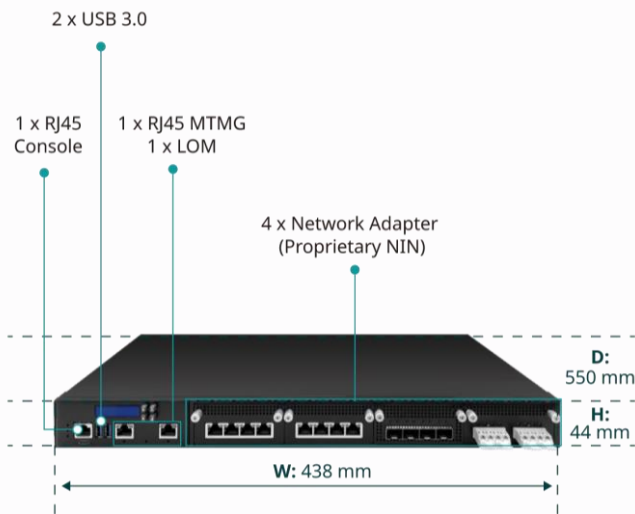 2 x USB 3.0
1 x RJ45
Console
1 x RJ45 MTMG
1 x LOM
4 x Network Adapter
(Proprietary NIN)
D:
550 mm
H:
44 mm
W: 438 mm